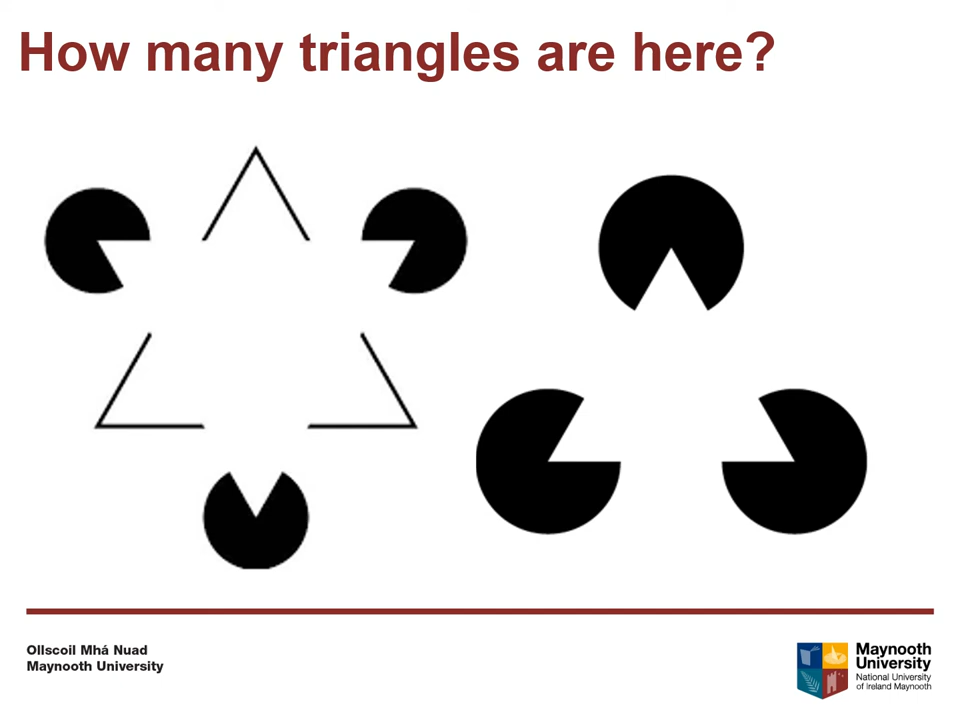 How many triangles are here?
Ollscoil Mhá Nuad
Maynooth University
Maynooth
University
National University
of Ireland Maynooth